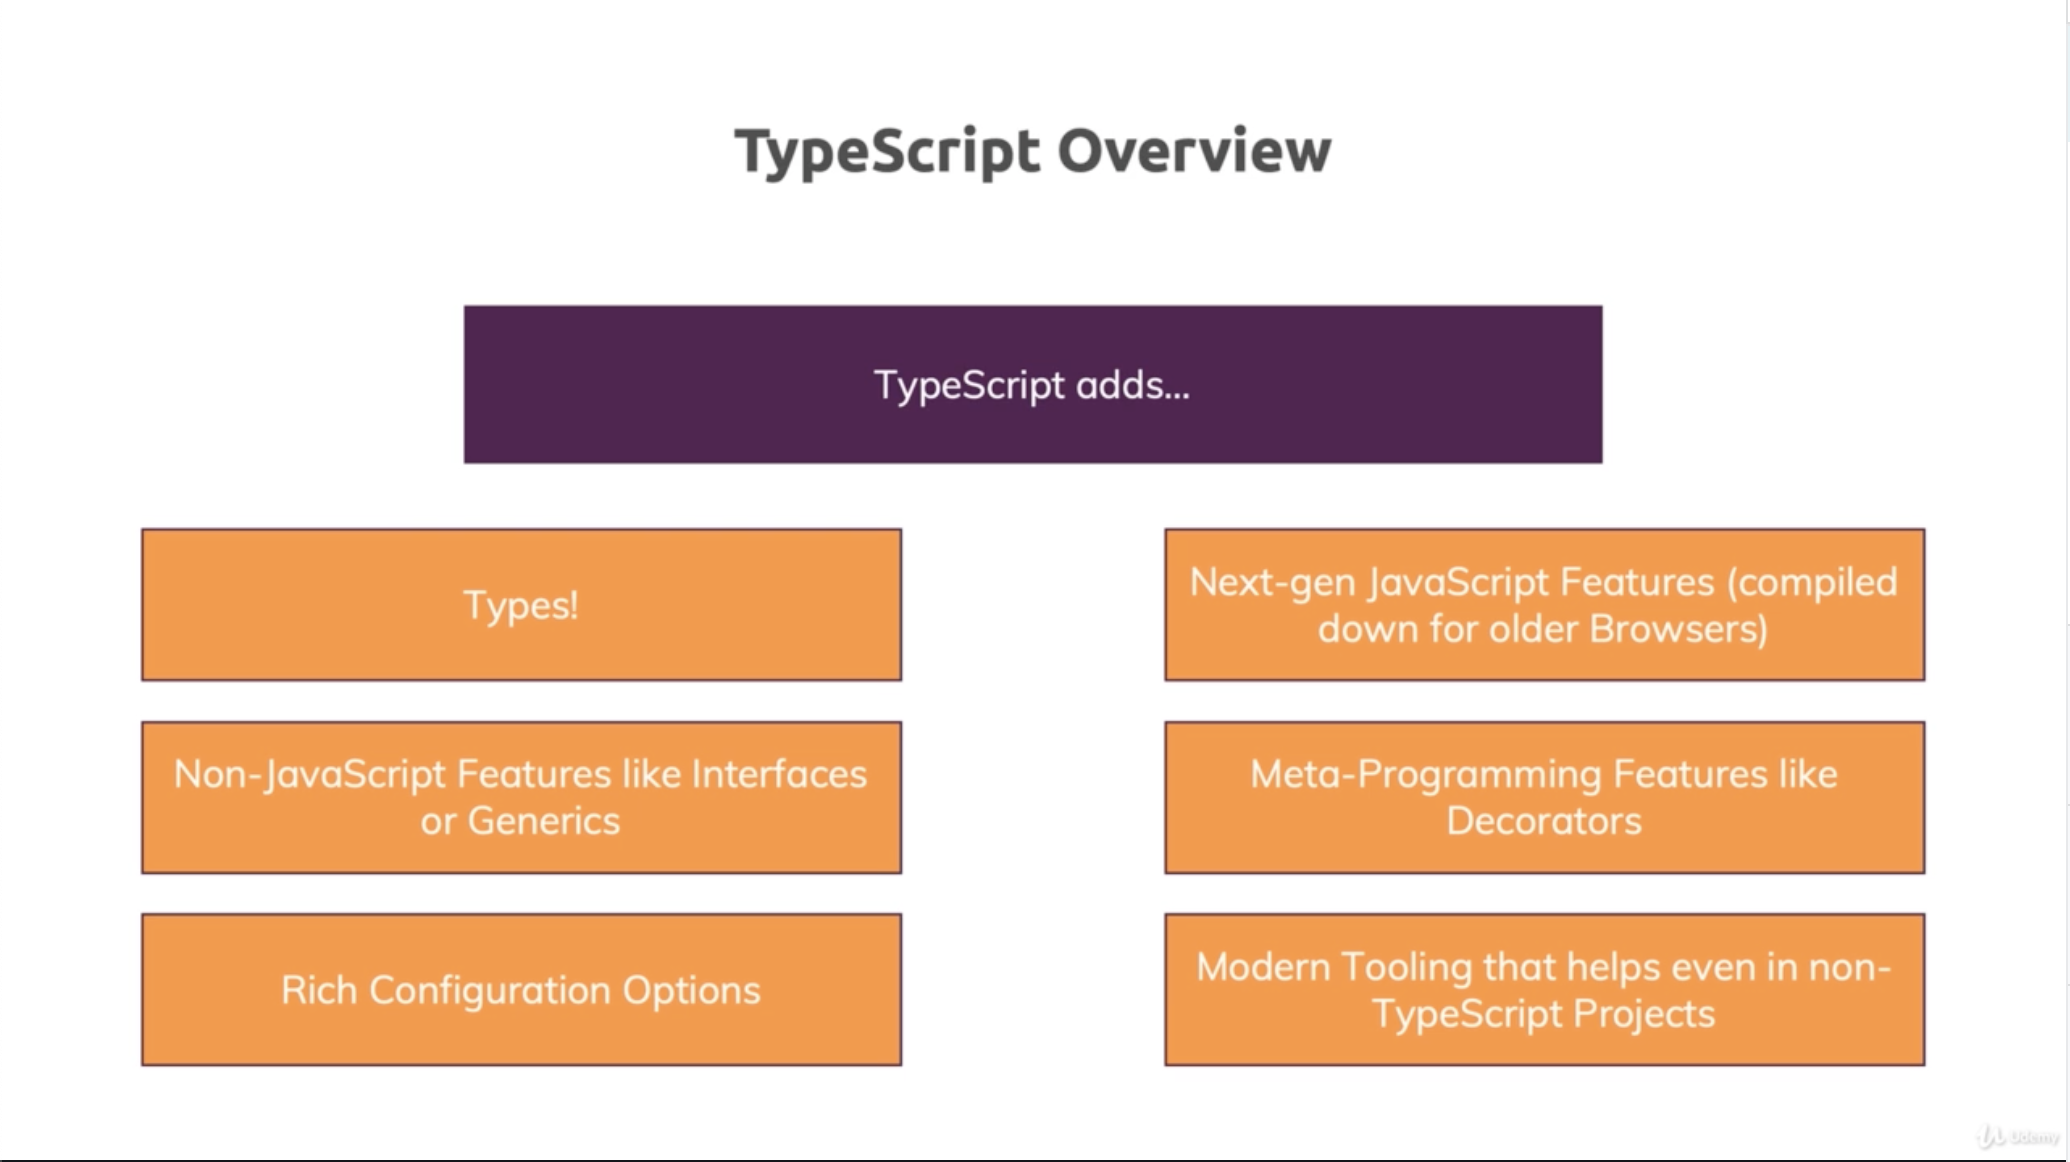 TypeScript Overview
TypeScript adds...
Types!
Next-gen JavaScript Features (compiled
down for older Browsers)
Non-JavaScript Features like Interfaces
or Generics
Meta-Programming Features like
Decorators
Rich Configuration Options
Modern Tooling that helps even in non-
TypeScript Projects
Udemy